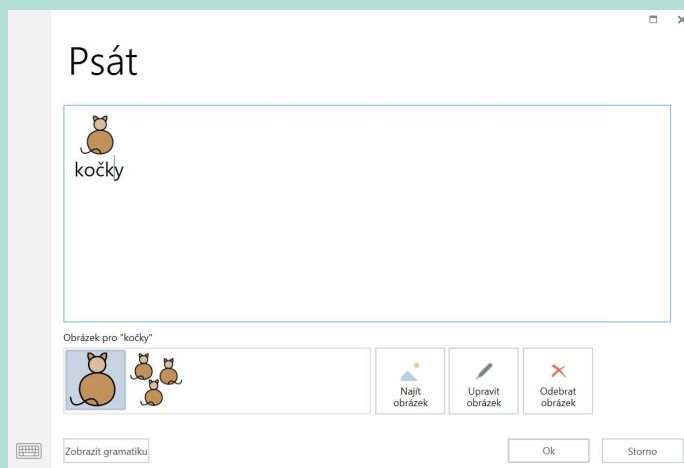 Psát
kočky
Obrázek pro "kočky"
Najít
obrázek
Upravit
obrázek
Odebrat
obrázek
Zobrazit gramatiku
Ok
Storno